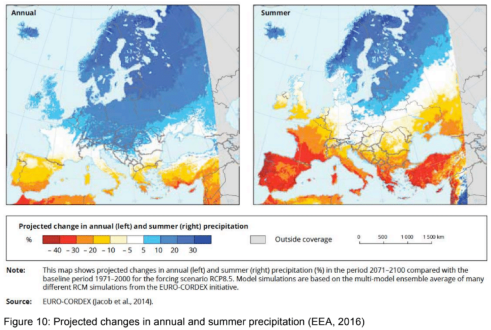 Annual
Summer
Projected change in annual (left) and summer (right) precipitation
%
– 40 – 30 – 20 – 10 – 5 5 10 20 30
Outside coverage
0 500 1 000 1 500 km
Note: This map shows projected changes in annual (left) and summer (right) precipitation (%) in the period 2071–2100 compared with the
baseline period 1971–2000 for the forcing scenario RCP8.5. Model simulations are based on the multi-model ensemble average of many
different RCM simulations from the EURO-CORDEX initiative.
Source: EURO-CORDEX (Jacob et al., 2014).
Figure 10: Projected changes in annual and summer precipitation (EEA, 2016)